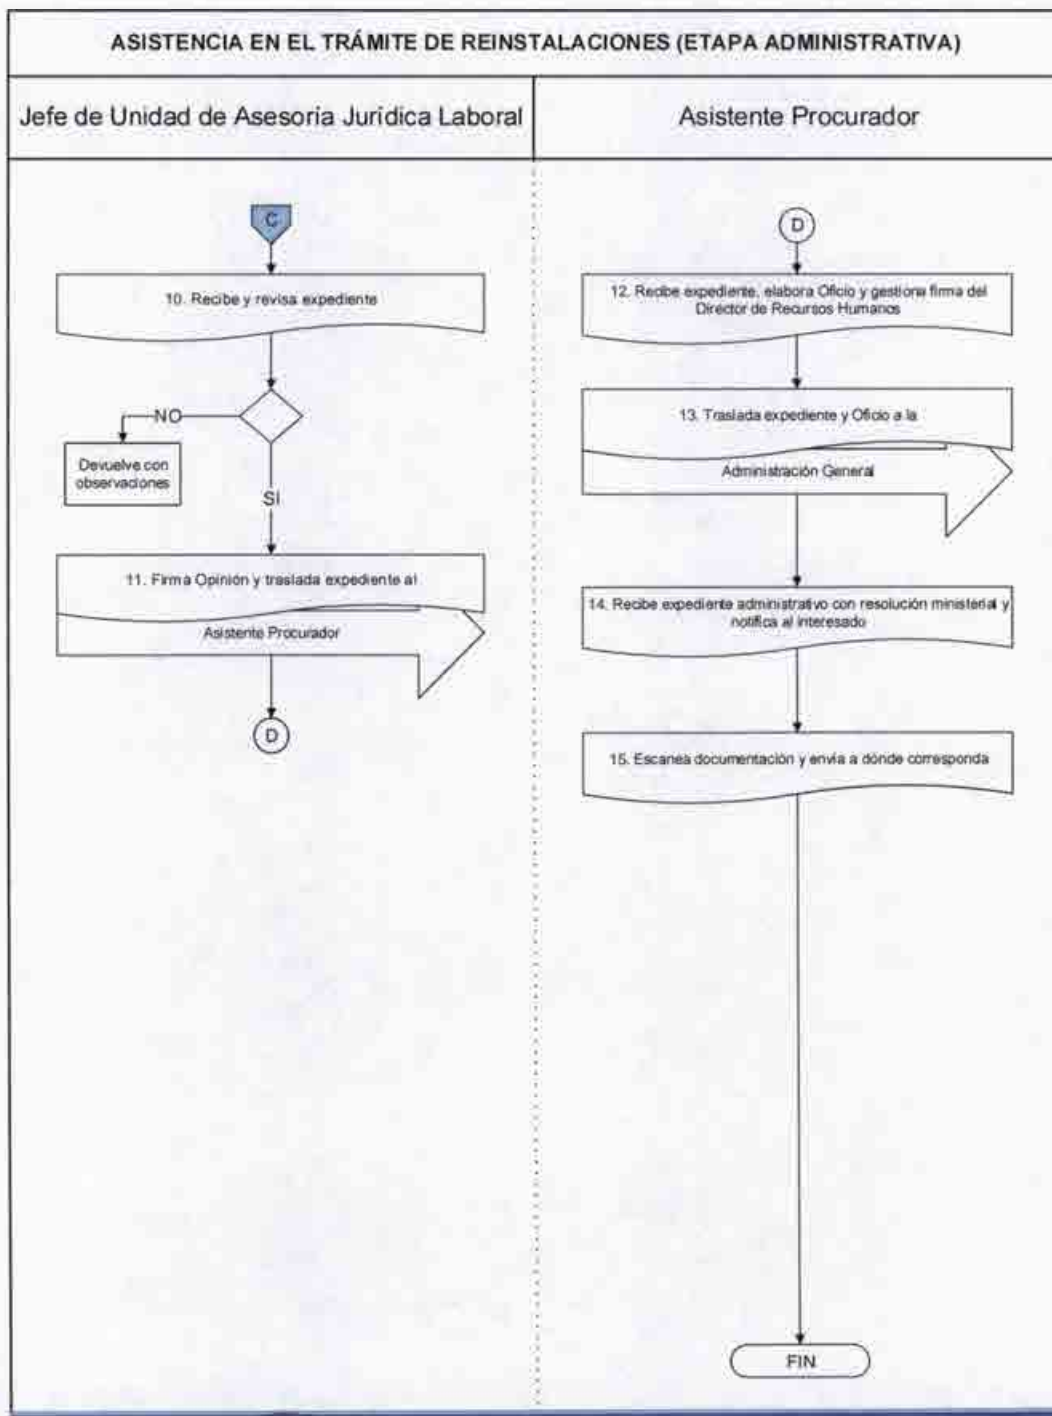 ASISTENCIA EN EL TRÁMITE DE REINSTALACIONES (ETAPA ADMINISTRATIVA)
Jefe de Unidad de Asesoría Jurídica Laboral
Asistente Procurador
C
10. Recibe y revisa expediente
NO
Devuelve con
observaciones
SI
11. Firma Opinión y traslada expediente al
Asistente Procurador
D
D
12. Recibe expediente, elabora Oficio y gestiona firma del
Director de Recursos Humanos
13. Traslada expediente y Oficio a la
Administración General
14. Recibe expediente administrativo con resolución ministerial y
notifica al interesado
15. Escanea documentación y envía a dónde corresponda
FIN